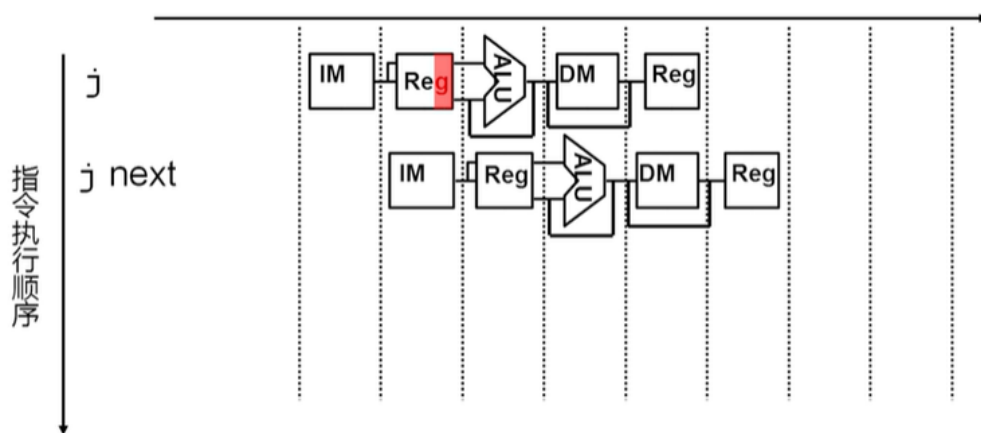 j
IM
Reg
ALU
DM
Reg
j next
IM
Reg
ALU
DM
Reg
指令执行顺序